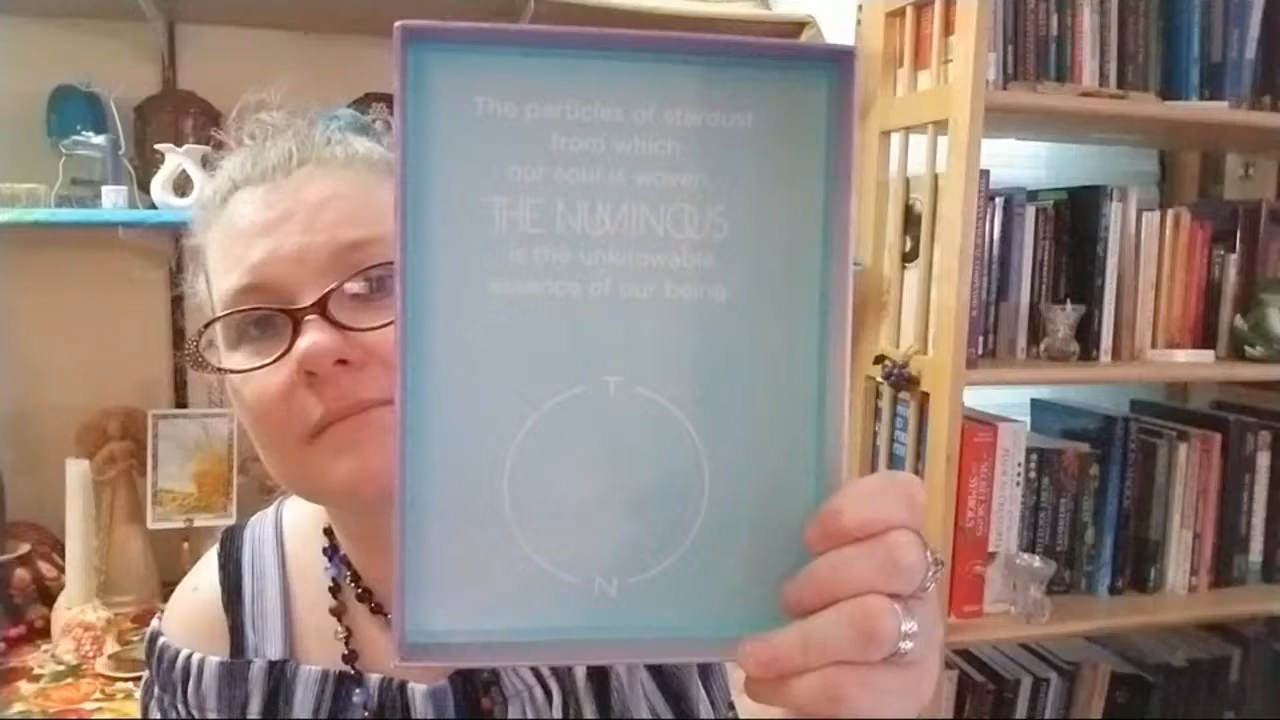 The particles of stardust
from which
our soul is woven,
THE NUMINOUS
is the unknowable
essence of our being
T
N